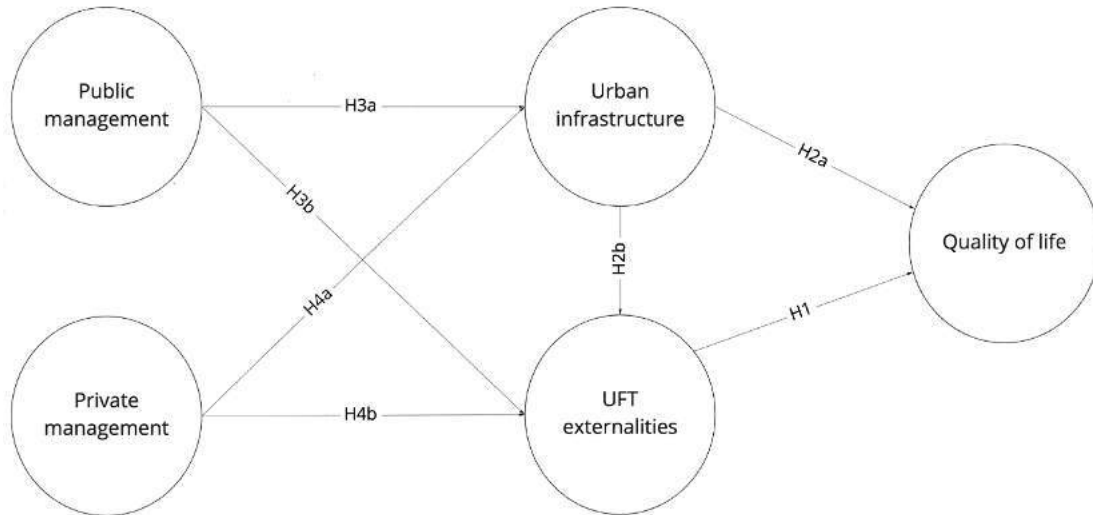 Public
management
H3a
Urban
infrastructure
H2a
H3b
H2b
Quality of life
H4a
H1
Private
management
H4b
UFT
externalities